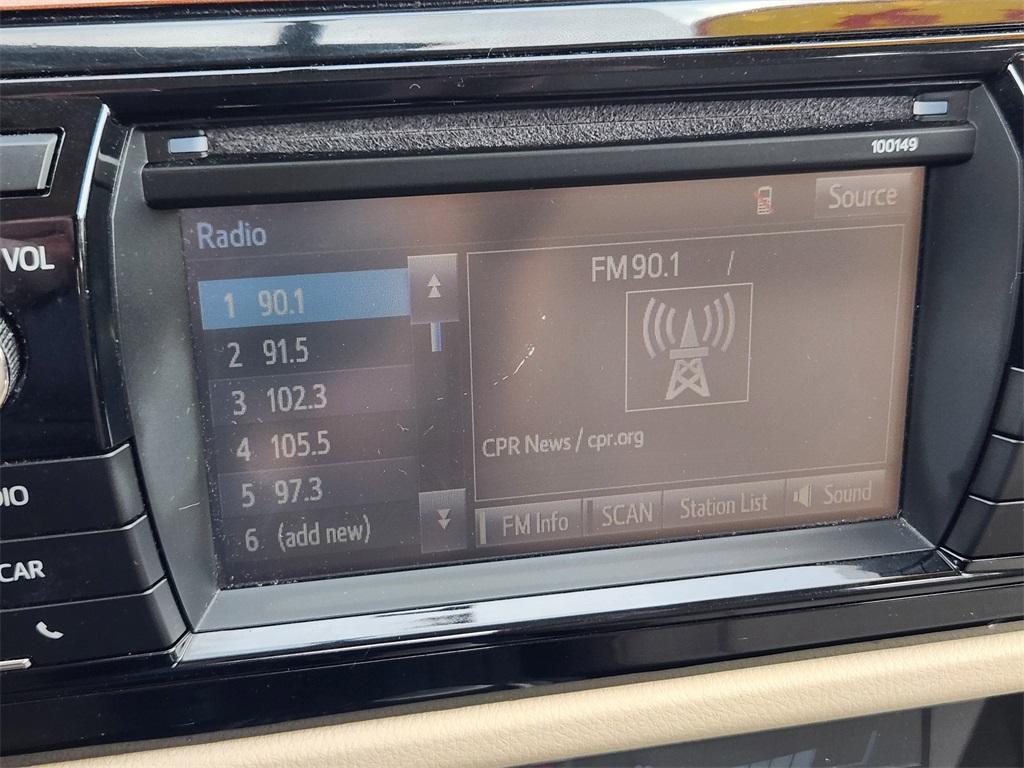 100149
Source
Radio
VOL
FM 90.1 /
1 90.1
2 91.5
3 102.3
4 105.5
5 97.3
6 (add new)
CPR News / cpr.org
FM Info
SCAN
Station List
Sound
DIO
CAR